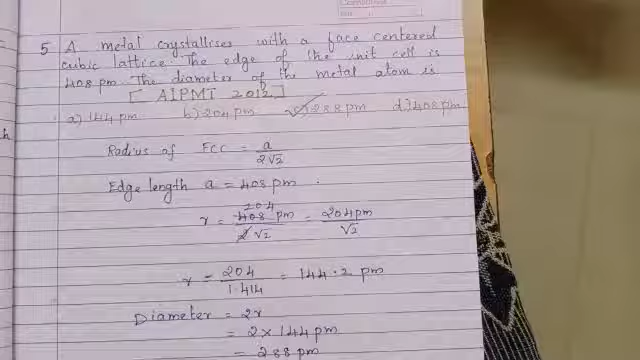 5 A metal crystallises with a face centered
cubic lattice. The edge of the unit cell is
408 pm. The diameter of the metal atom is
[AIPMT 2012]
a) 144 pm b) 204 pm c) 288 pm d) 408 pm
Radius of FCC = a/2√2
Edge length a = 408 pm.
204
r = 408 pm/2√2 = 204 pm/√2
r = 204/1.414 = 144.2 pm
Diameter = 2r
= 2 × 144 pm
= 288 pm